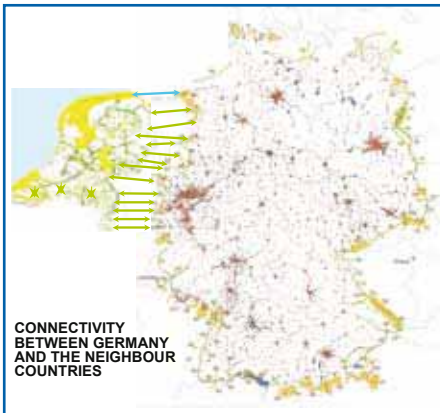 CONNECTIVITY
BETWEEN GERMANY
AND THE NEIGHBOUR
COUNTRIES